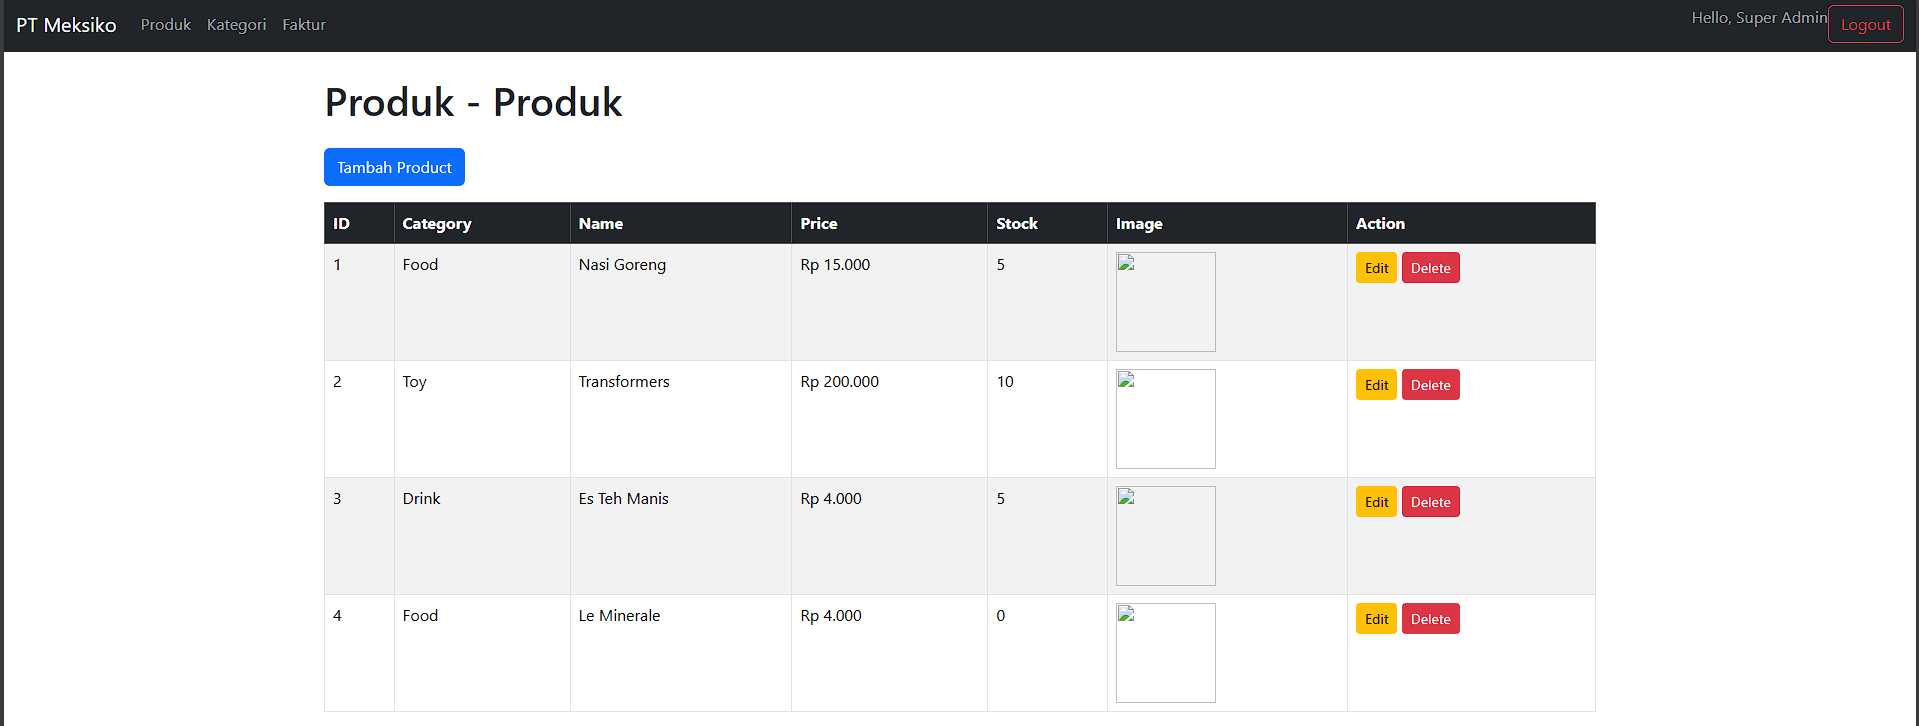 PT Meksiko Produk Kategori Faktur Hello, Super Admin Logout
Produk - Produk
Tambah Product
ID Category Name Price Stock Image Action
1 Food Nasi Goreng Rp 15.000 5 Edit Delete
2 Toy Transformers Rp 200.000 10 Edit Delete
3 Drink Es Teh Manis Rp 4.000 5 Edit Delete
4 Food Le Minerale Rp 4.000 0 Edit Delete